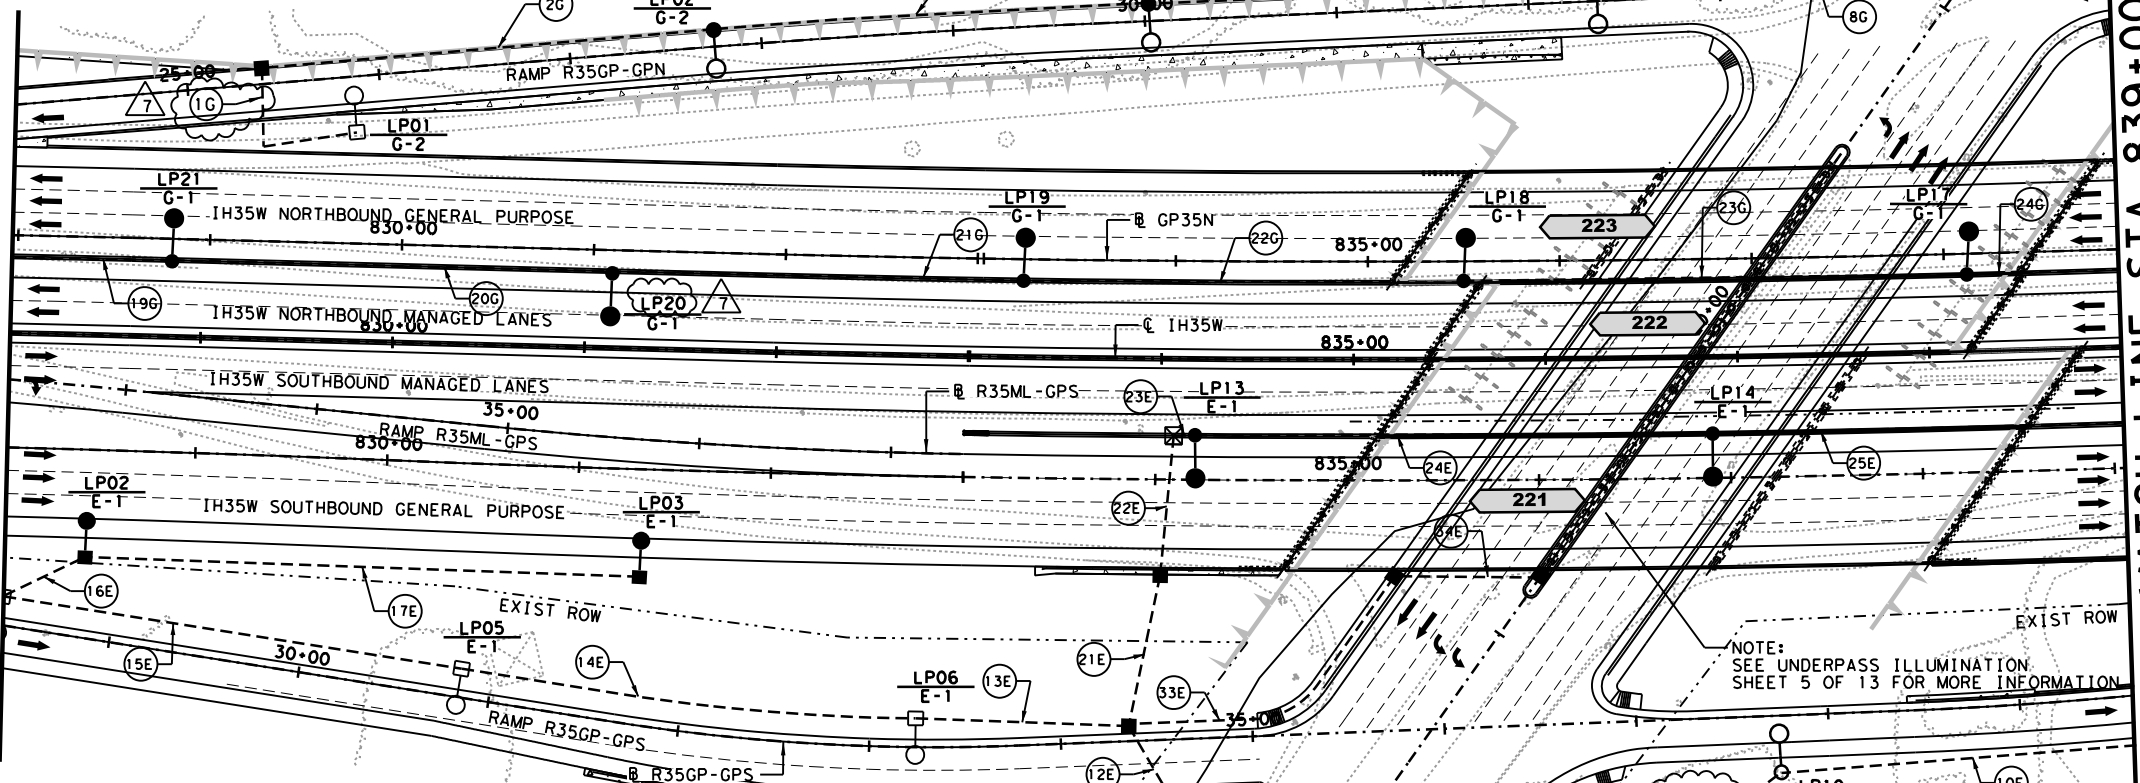 2G
LP02
G-2
30+00
8G
25+00
RAMP R35GP-GPN
7
1G
LP01
G-2
839+00
LP21
G-1
IH35W NORTHBOUND GENERAL PURPOSE
830+00
LP19
G-1
21G
B GP35N
22G
835+00
LP18
G-1
223
23G
LP17
G-1
24G
19G
20G
LP20
G-1
7
IH35W NORTHBOUND MANAGED LANES
830+00
CL IH35W
835+00
222
+00
IH35W SOUTHBOUND MANAGED LANES
35+00
B R35ML-GPS
23E
LP13
E-1
LP14
E-1
RAMP R35ML-GPS
830+00
835+00
24E
25E
LP02
E-1
IH35W SOUTHBOUND GENERAL PURPOSE
LP03
E-1
22E
221
34E
16E
17E
EXIST ROW
EXIST ROW
LP05
E-1
15E
30+00
14E
21E
LP06
E-1
13E
33E
35+00
NOTE:
SEE UNDERPASS ILLUMINATION
SHEET 5 OF 13 FOR MORE INFORMATION
RAMP R35GP-GPS
B R35GP-GPS
12E